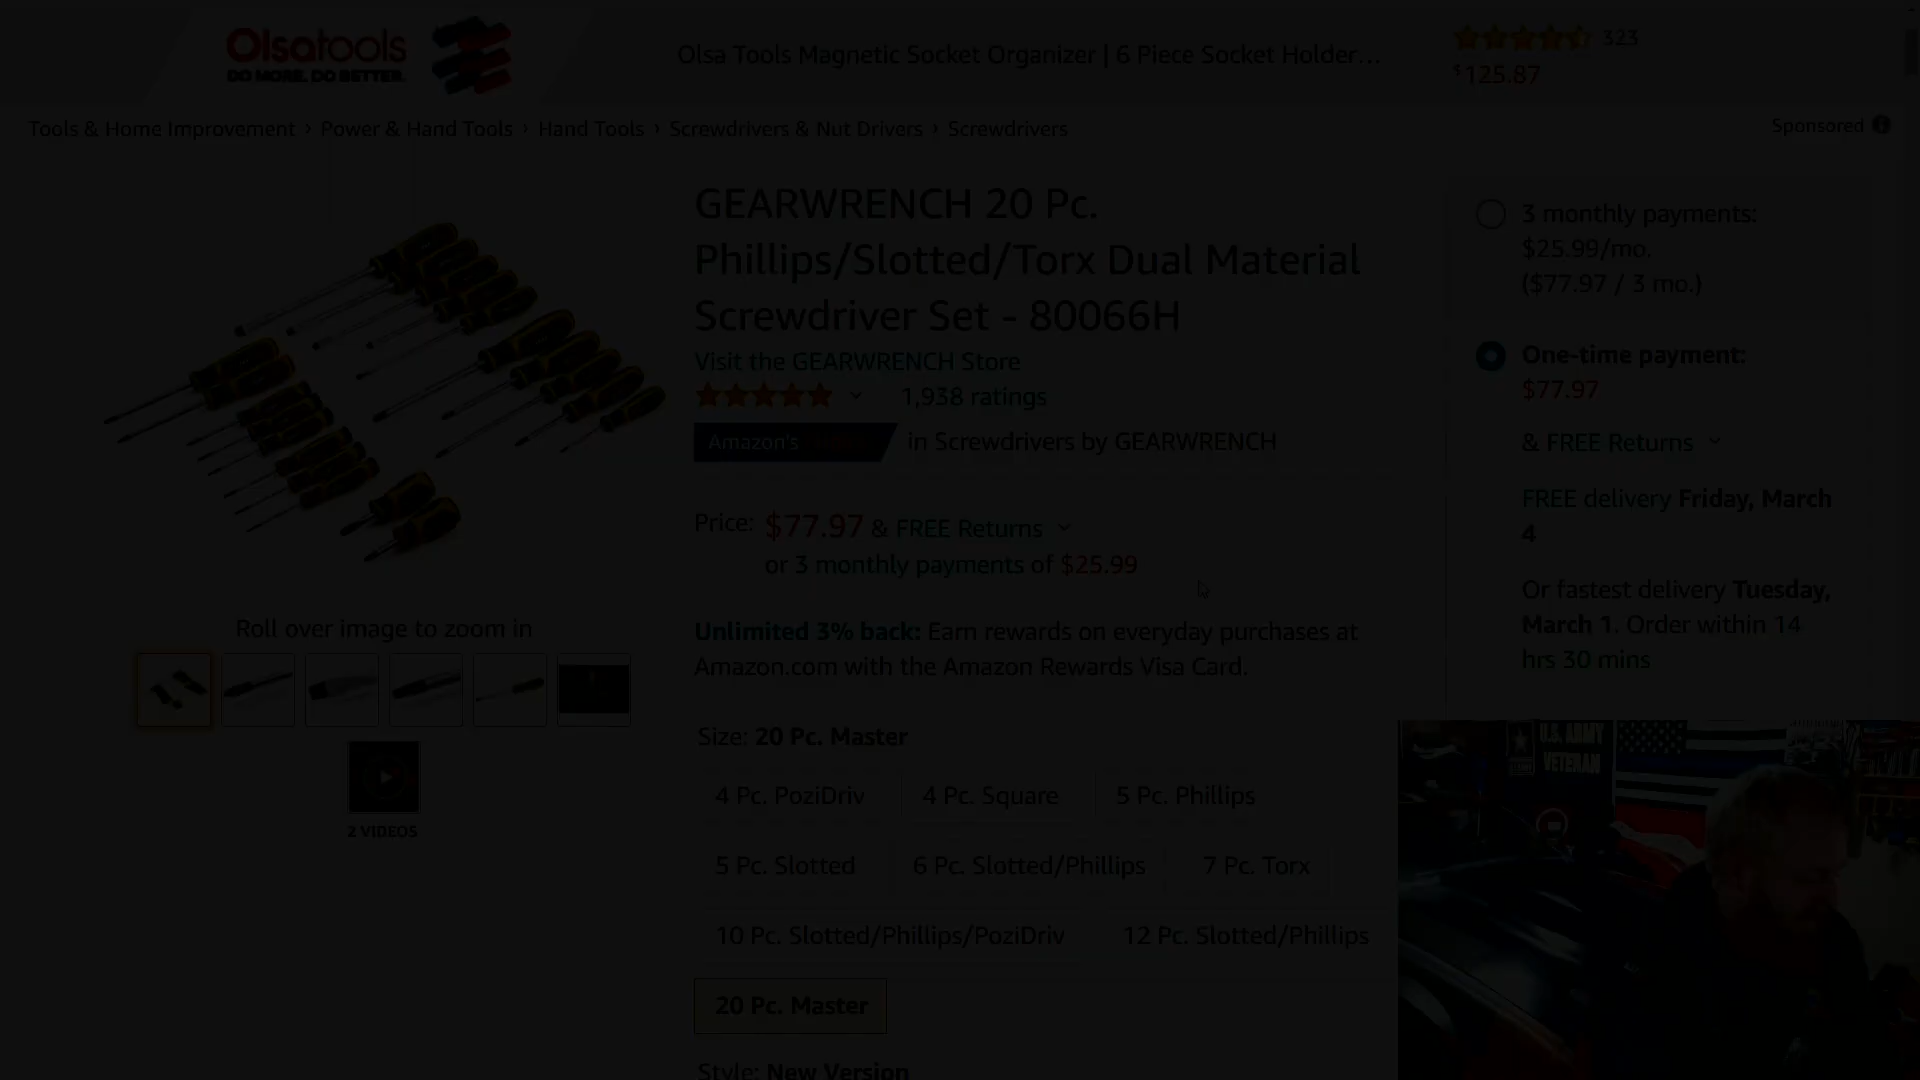 Olsatools
DO MORE. DO BETTER.
Olsa Tools Magnetic Socket Organizer | 6 Piece Socket Holder…
323
$125.87
Tools & Home Improvement › Power & Hand Tools › Hand Tools › Screwdrivers & Nut Drivers › Screwdrivers
Sponsored
GEARWRENCH 20 Pc.
Phillips/Slotted/Torx Dual Material
Screwdriver Set - 80066H
Visit the GEARWRENCH Store
1,938 ratings
Amazon's
in Screwdrivers by GEARWRENCH
Price: $77.97 & FREE Returns
or 3 monthly payments of $25.99
Unlimited 3% back: Earn rewards on everyday purchases at
Amazon.com with the Amazon Rewards Visa Card.
Size: 20 Pc. Master
4 Pc. PoziDriv
4 Pc. Square
5 Pc. Phillips
5 Pc. Slotted
6 Pc. Slotted/Phillips
7 Pc. Torx
10 Pc. Slotted/Phillips/PoziDriv
12 Pc. Slotted/Phillips
20 Pc. Master
Style: New Version
Roll over image to zoom in
2 VIDEOS
3 monthly payments:
$25.99/mo.
($77.97 / 3 mo.)
One-time payment:
$77.97
& FREE Returns
FREE delivery Friday, March
4
Or fastest delivery Tuesday,
March 1. Order within 14
hrs 30 mins
U.S. ARMY
VETERAN